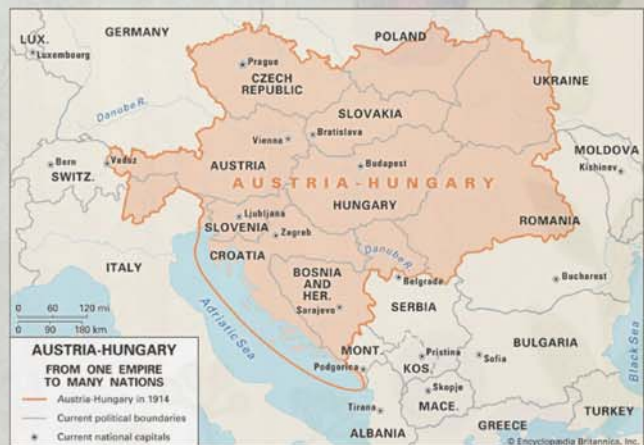 GERMANY
POLAND
LUX.
Luxembourg
Prague
CZECH
REPUBLIC
UKRAINE
Danube R.
SLOVAKIA
Vienna
Bratislava
MOLDOVA
Kishinev
Bern
Vaduz
SWITZ.
AUSTRIA
Budapest
AUSTRIA-HUNGARY
HUNGARY
Ljubljana
SLOVENIA
Zagreb
ROMANIA
CROATIA
Danube R.
ITALY
BOSNIA
AND
HER.
Sarajevo
Belgrade
Bucharest
SERBIA
Adriatic Sea
0 60 120 mi
0 90 180 km
MONT.
Podgorica
Pristina
KOS.
Sofia
BULGARIA
Black Sea
Skopje
MACE.
Tirana
ALBANIA
GREECE
TURKEY
AUSTRIA-HUNGARY
FROM ONE EMPIRE
TO MANY NATIONS
Austria-Hungary in 1914
Current political boundaries
Current national capitals
© Encyclopædia Britannica, Inc.